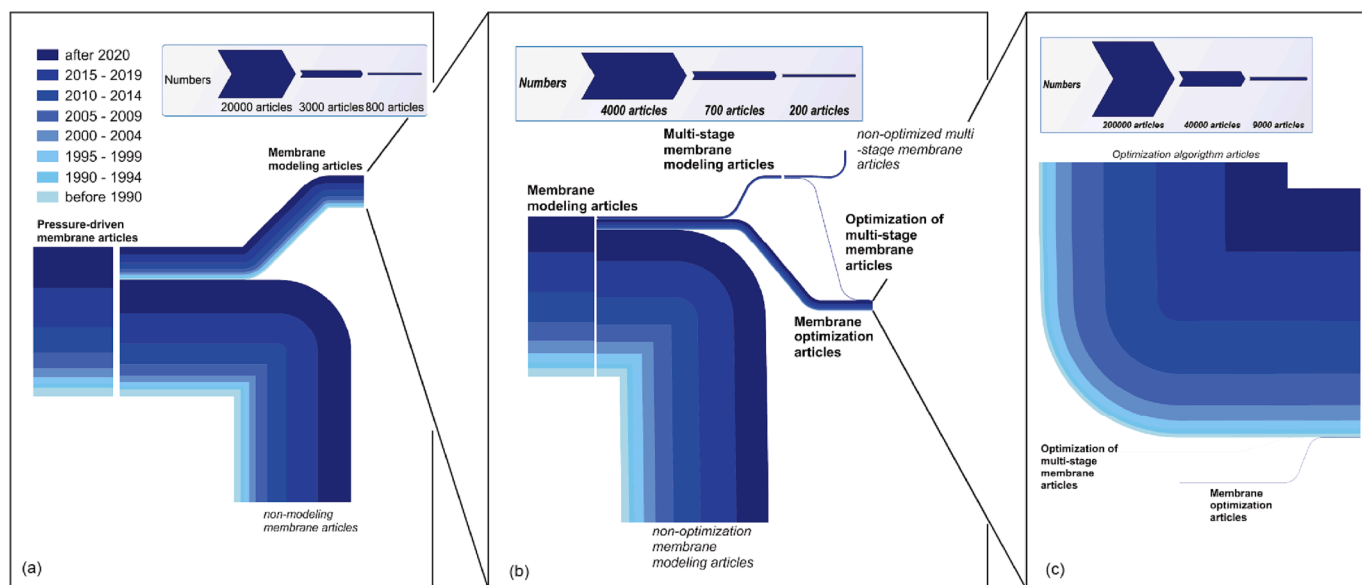 after 2020
2015 - 2019
2010 - 2014
2005 - 2009
2000 - 2004
1995 - 1999
1990 - 1994
before 1990
Numbers
20000 articles 3000 articles 800 articles
Membrane
modeling articles
Pressure-driven
membrane articles
non-modeling
membrane articles
(a)
Numbers
4000 articles 700 articles 200 articles
Multi-stage
membrane
modeling articles
non-optimized multi
-stage membrane
articles
Membrane
modeling articles
Optimization of
multi-stage
membrane
articles
Membrane
optimization
articles
non-optimization
membrane
modeling articles
(b)
Numbers
200000 articles 40000 articles 9000 articles
Optimization algorigthm articles
Optimization of
multi-stage
membrane
articles
Membrane
optimization
articles
(c)